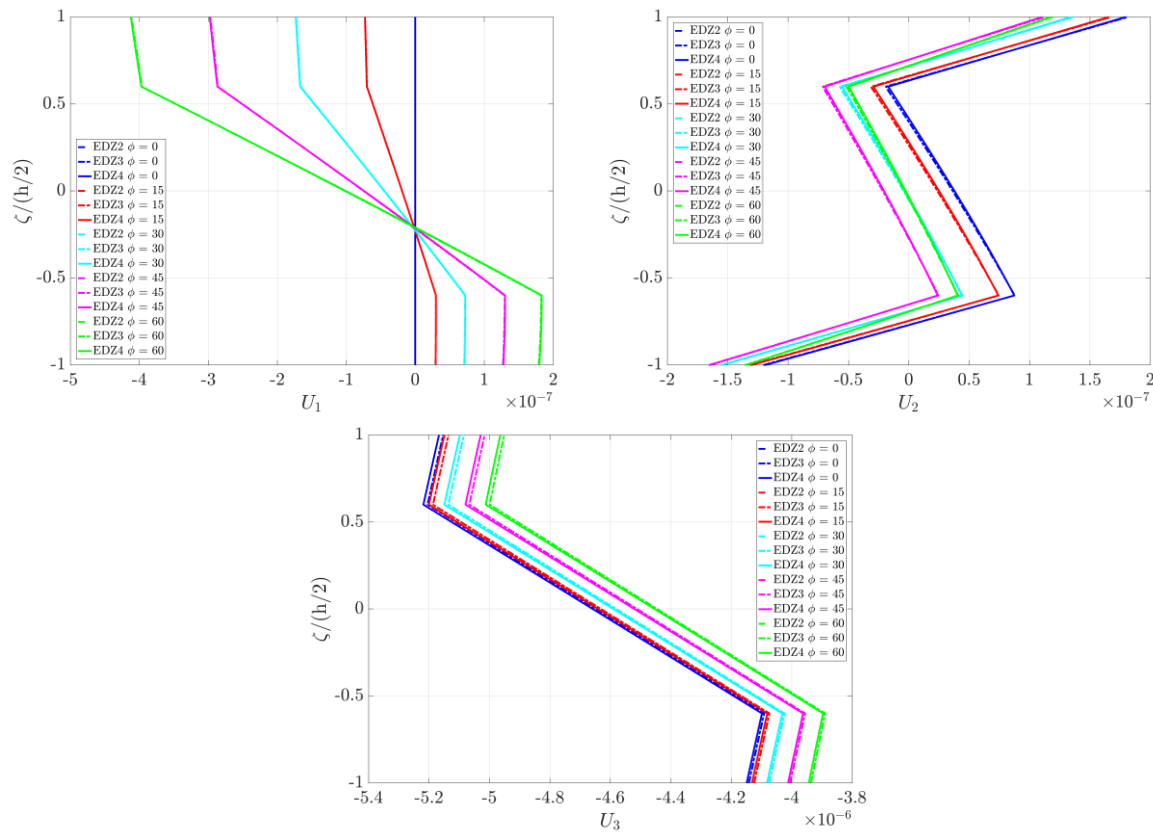 1
0.5
0
-0.5
-1
ζ/(h/2)
EDZ2 ϕ = 0
EDZ3 ϕ = 0
EDZ4 ϕ = 0
EDZ2 ϕ = 15
EDZ3 ϕ = 15
EDZ4 ϕ = 15
EDZ2 ϕ = 30
EDZ3 ϕ = 30
EDZ4 ϕ = 30
EDZ2 ϕ = 45
EDZ3 ϕ = 45
EDZ4 ϕ = 45
EDZ2 ϕ = 60
EDZ3 ϕ = 60
EDZ4 ϕ = 60
-5 -4 -3 -2 -1 0 1 2
U₁ ×10⁻⁷
1
0.5
0
-0.5
-1
ζ/(h/2)
EDZ2 ϕ = 0
EDZ3 ϕ = 0
EDZ4 ϕ = 0
EDZ2 ϕ = 15
EDZ3 ϕ = 15
EDZ4 ϕ = 15
EDZ2 ϕ = 30
EDZ3 ϕ = 30
EDZ4 ϕ = 30
EDZ2 ϕ = 45
EDZ3 ϕ = 45
EDZ4 ϕ = 45
EDZ2 ϕ = 60
EDZ3 ϕ = 60
EDZ4 ϕ = 60
-2 -1.5 -1 -0.5 0 0.5 1 1.5 2
U₂ ×10⁻⁷
1
0.5
0
-0.5
-1
ζ/(h/2)
EDZ2 ϕ = 0
EDZ3 ϕ = 0
EDZ4 ϕ = 0
EDZ2 ϕ = 15
EDZ3 ϕ = 15
EDZ4 ϕ = 15
EDZ2 ϕ = 30
EDZ3 ϕ = 30
EDZ4 ϕ = 30
EDZ2 ϕ = 45
EDZ3 ϕ = 45
EDZ4 ϕ = 45
EDZ2 ϕ = 60
EDZ3 ϕ = 60
EDZ4 ϕ = 60
-5.4 -5.2 -5 -4.8 -4.6 -4.4 -4.2 -4 -3.8
U₃ ×10⁻⁶